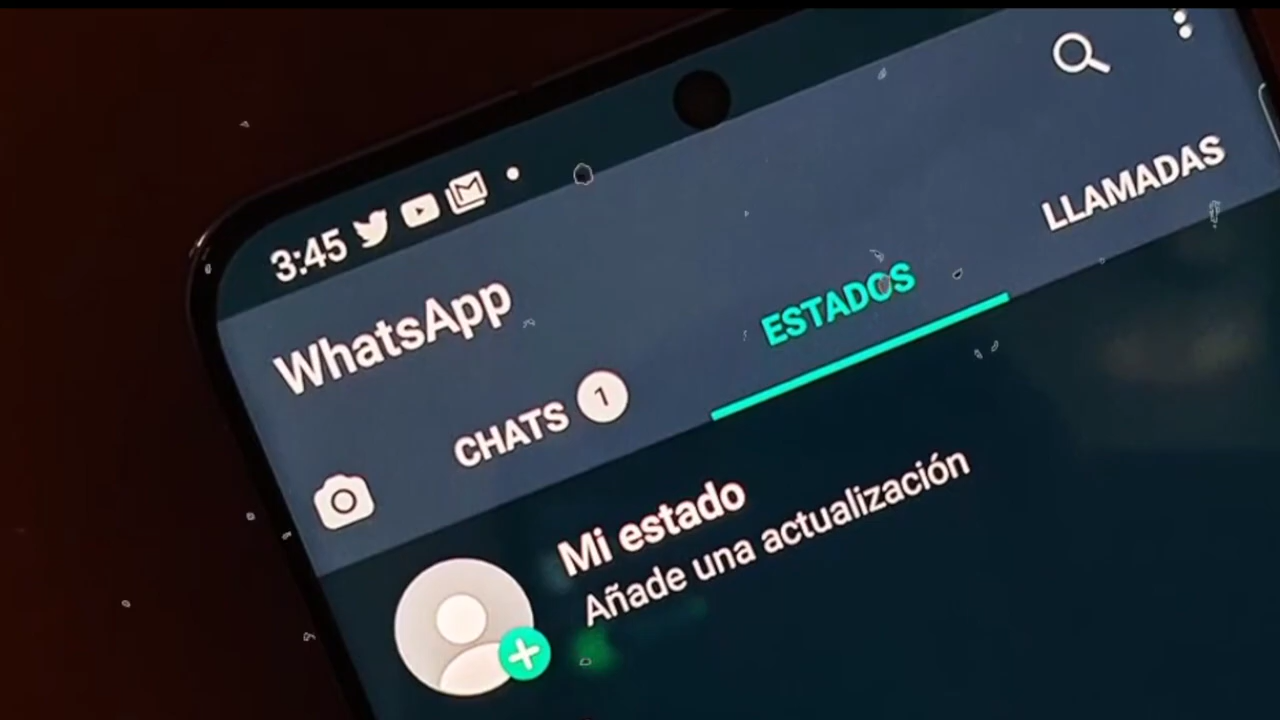 3:45
WhatsApp
CHATS 1
ESTADOS
LLAMADAS
Mi estado
Añade una actualización